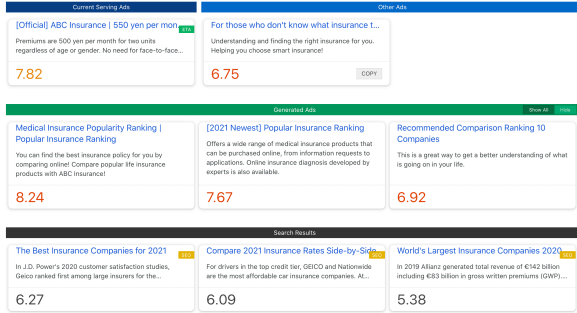 Current Serving Ads
Other Ads
[Official] ABC Insurance | 550 yen per mon...
ETA
Premiums are 500 yen per month for two units
regardless of age or gender. No need for face-to-face...
7.82
For those who don't know what insurance t...
Understanding and finding the right insurance for you.
Helping you choose smart insurance!
6.75
COPY
Generated Ads
Show All
Hide
Medical Insurance Popularity Ranking |
Popular Insurance Ranking
You can find the best insurance policy for you by
comparing online! Compare popular life insurance
products with ABC Insurance!
8.24
[2021 Newest] Popular Insurance Ranking
Offers a wide range of medical insurance products that
can be purchased online, from information requests to
applications. Online insurance diagnosis developed by
experts is also available.
7.67
Recommended Comparison Ranking 10
Companies
This is a great way to get a better understanding of what
is going on in your life.
6.92
Search Results
The Best Insurance Companies for 2021
SEO
In J.D. Power's 2020 customer satisfaction studies,
Geico ranked first among large insurers for the...
6.27
Compare 2021 Insurance Rates Side-by-Side
SEO
For drivers in the top credit tier, GEICO and Nationwide
are the most affordable car insurance companies. At...
6.09
World's Largest Insurance Companies 2020
SEO
In 2019 Allianz generated total revenue of €142 billion
including €83 billion in gross written premiums (GWP)....
5.38